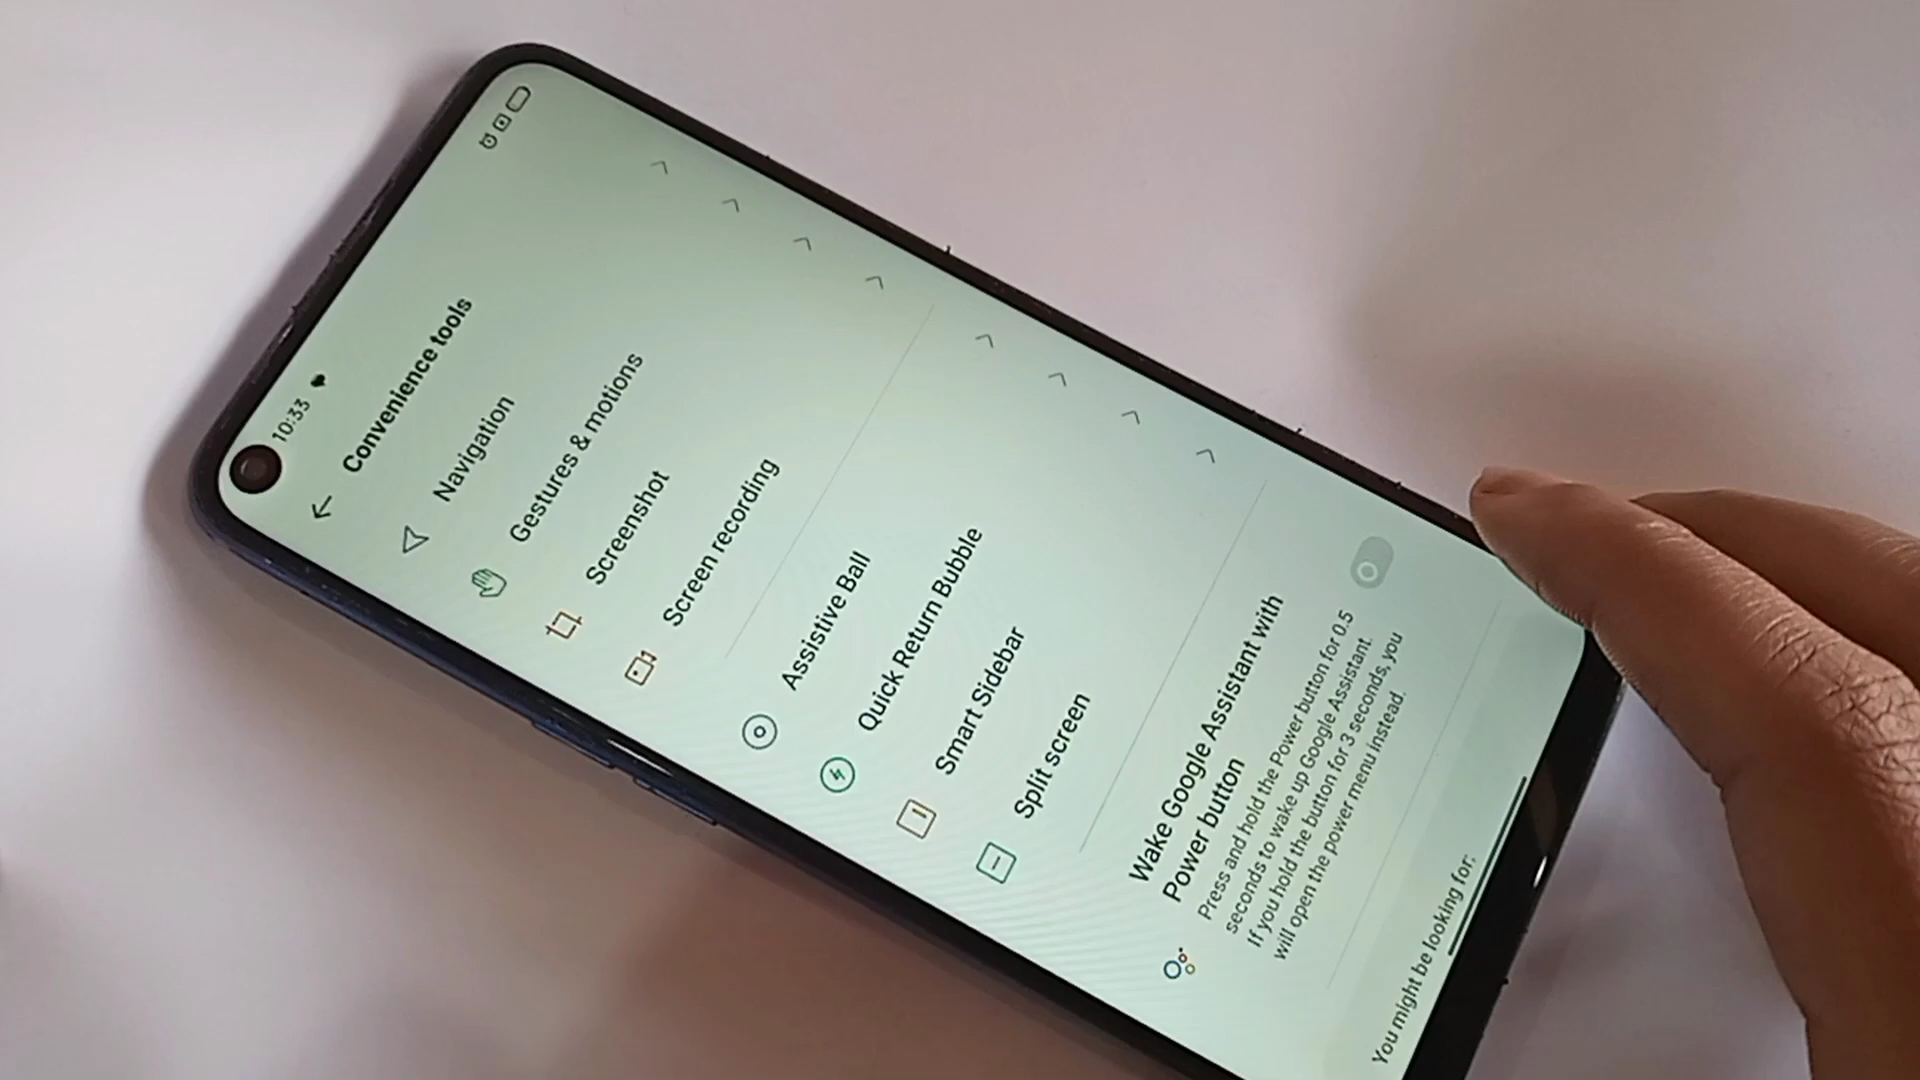 10:33
Convenience tools
Navigation
Gestures & motions
Screenshot
Screen recording
Assistive Ball
Quick Return Bubble
Smart Sidebar
Split screen
Wake Google Assistant with
Power button
Press and hold the Power button for 0.5
seconds to wake up Google Assistant.
If you hold the button for 3 seconds, you
will open the power menu instead.
You might be looking for: